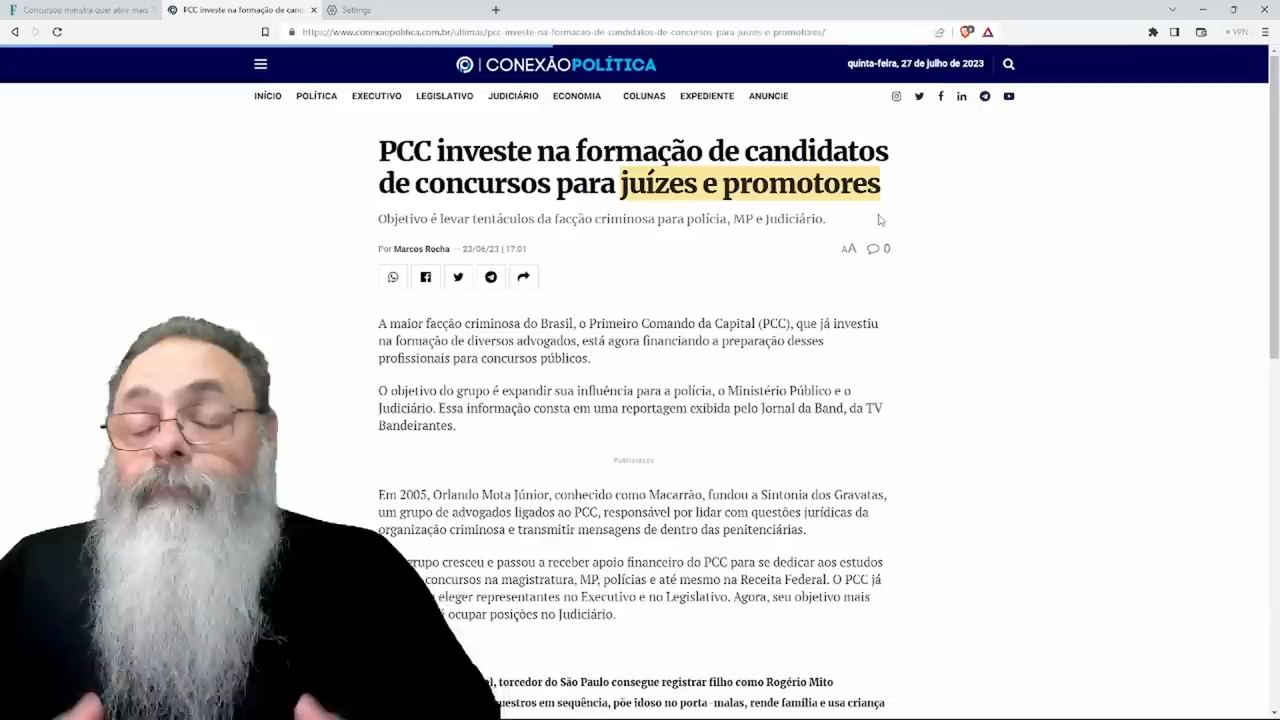 Concursos! ministra quer abrir mais
PCC investe na formação de cand
Settings
https://www.conexaopolitica.com.br/ultimas/pcc-investe-na-formacao-de-candidatos-de-concursos-para-juizes-e-promotores/
VPN
CONEXÃOPOLÍTICA
quinta-feira, 27 de julho de 2023
INÍCIO POLÍTICA EXECUTIVO LEGISLATIVO JUDICIÁRIO ECONOMIA COLUNAS EXPEDIENTE ANUNCIE
PCC investe na formação de candidatos
de concursos para juízes e promotores
Objetivo é levar tentáculos da facção criminosa para polícia, MP e Judiciário.
Por Marcos Rocha — 23/06/23 | 17:01
AA 0
A maior facção criminosa do Brasil, o Primeiro Comando da Capital (PCC), que já investiu
na formação de diversos advogados, está agora financiando a preparação desses
profissionais para concursos públicos.
O objetivo do grupo é expandir sua influência para a polícia, o Ministério Público e o
Judiciário. Essa informação consta em uma reportagem exibida pelo Jornal da Band, da TV
Bandeirantes.
Publicidade
Em 2005, Orlando Mota Júnior, conhecido como Macarrão, fundou a Sintonia dos Gravatas,
um grupo de advogados ligados ao PCC, responsável por lidar com questões jurídicas da
organização criminosa e transmitir mensagens de dentro das penitenciárias.
grupo cresceu e passou a receber apoio financeiro do PCC para se dedicar aos estudos
concursos na magistratura, MP, polícias e até mesmo na Receita Federal. O PCC já
eleger representantes no Executivo e no Legislativo. Agora, seu objetivo mais
ocupar posições no Judiciário.
, torcedor do São Paulo consegue registrar filho como Rogério Mito
em sequência, põe idoso no porta-malas, rende família e usa criança